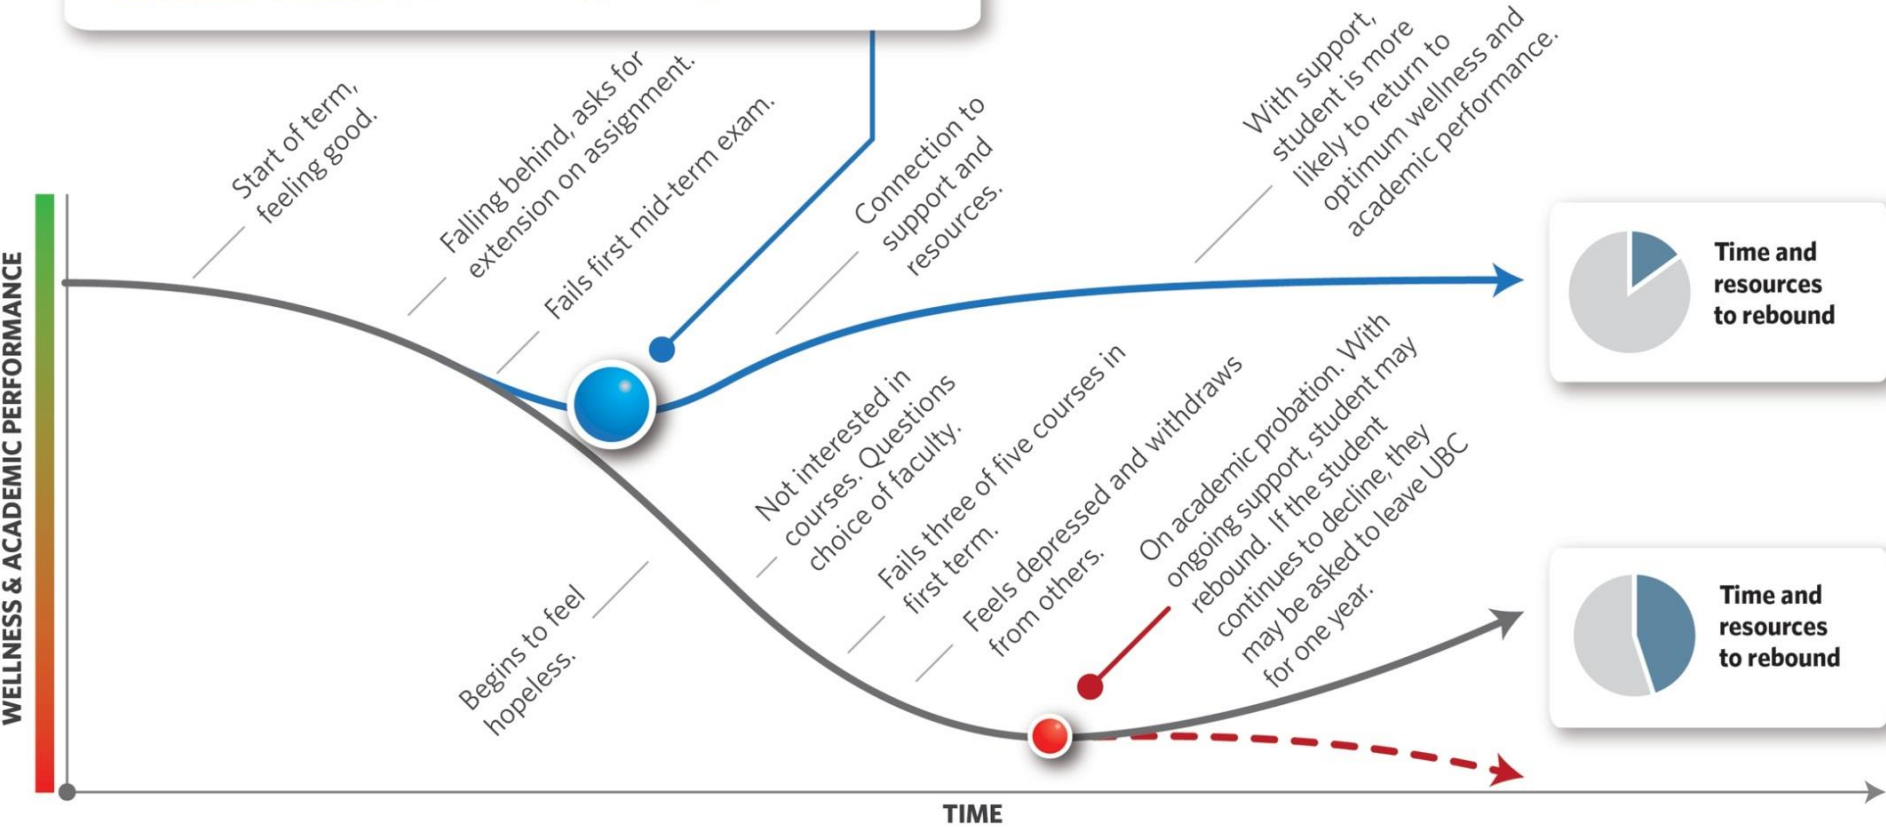 Start of term,
feeling good.
Falling behind, asks for
extension on assignment.
Fails first mid-term exam.
Connection to
support and
resources.
With support,
student is more
likely to return to
optimum wellness and
academic performance.
Time and
resources
to rebound
WELLNESS & ACADEMIC PERFORMANCE
Begins to feel
hopeless.
Not interested in
courses. Questions
choice of faculty.
Fails three of five courses in
first term.
Feels depressed and withdraws
from others.
On academic probation. With
ongoing support, student may
rebound. If the student
continues to decline, they
may be asked to leave UBC
for one year.
Time and
resources
to rebound
TIME